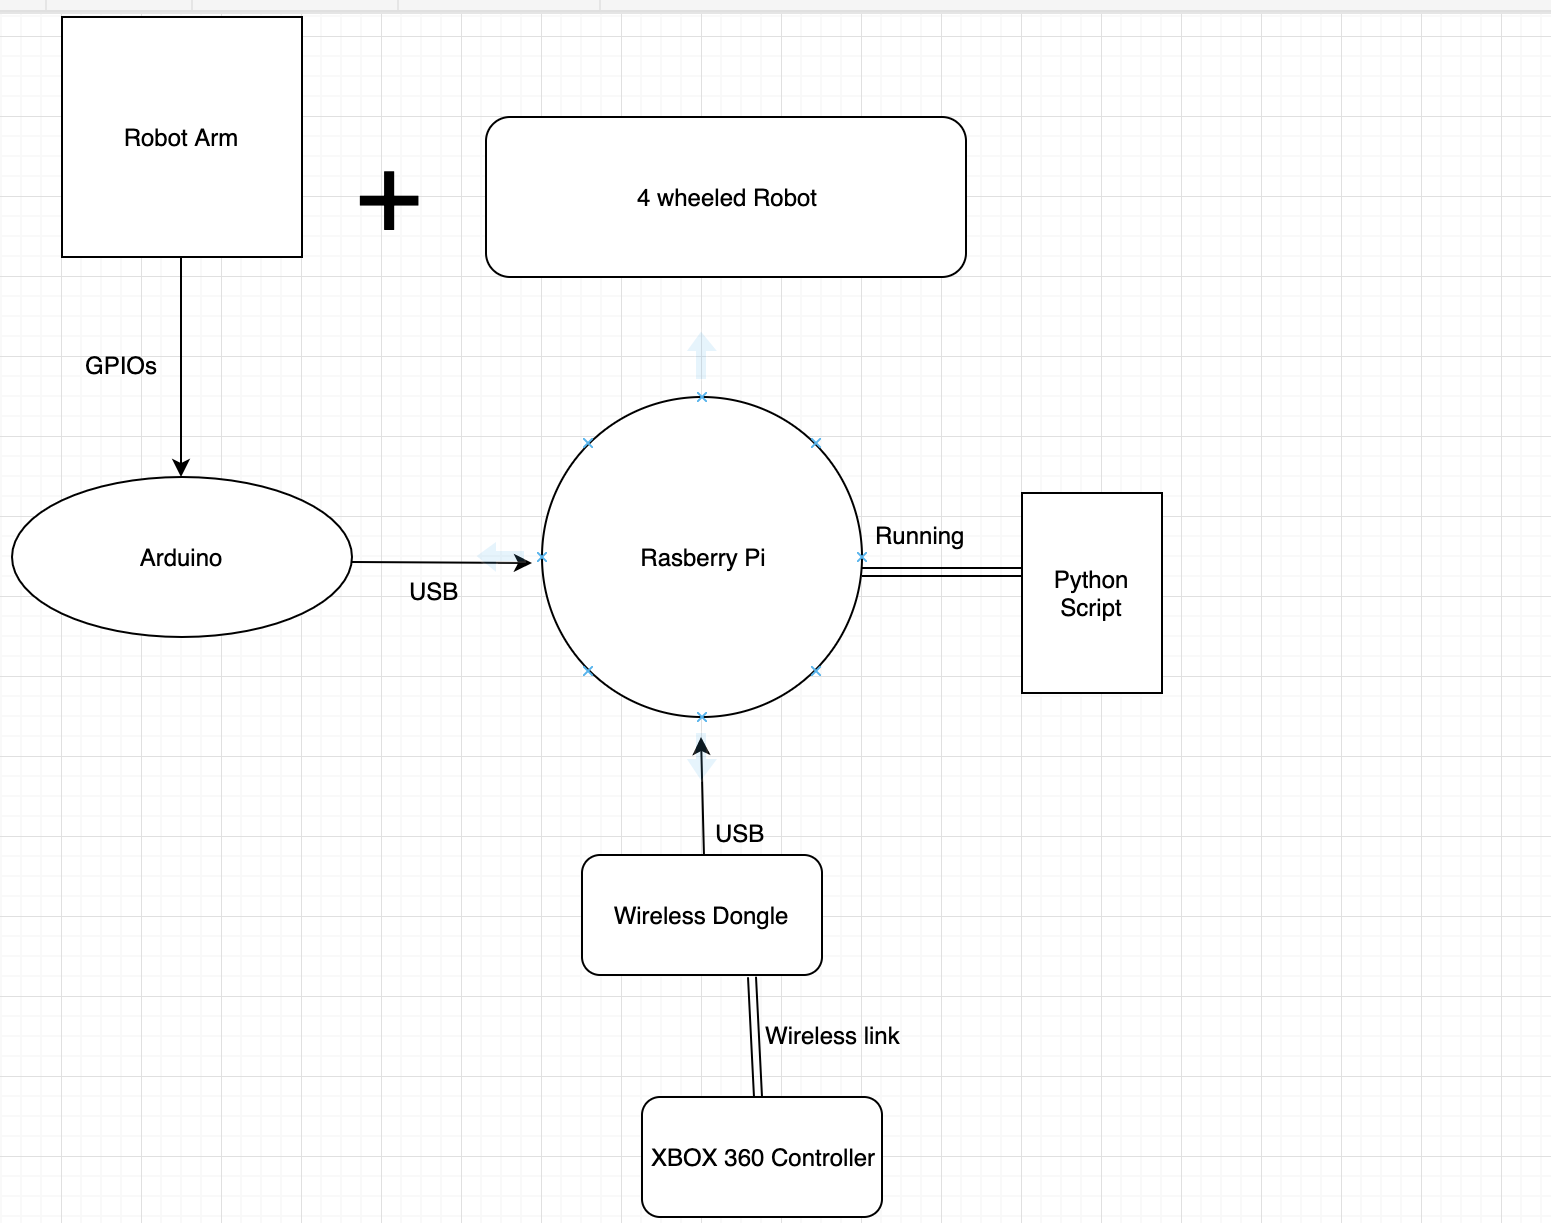 Robot Arm
4 wheeled Robot
GPIOs
Arduino
USB
Rasberry Pi
Running
Python
Script
USB
Wireless Dongle
Wireless link
XBOX 360 Controller